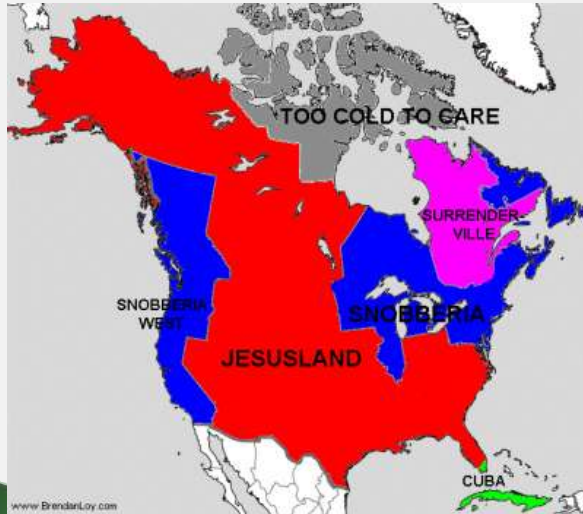 TOO COLD TO CARE
SURRENDER-
VILLE
SNOBBERIA
WEST
SNOBBERIA
JESUSLAND
CUBA
www.BrendanLoy.com